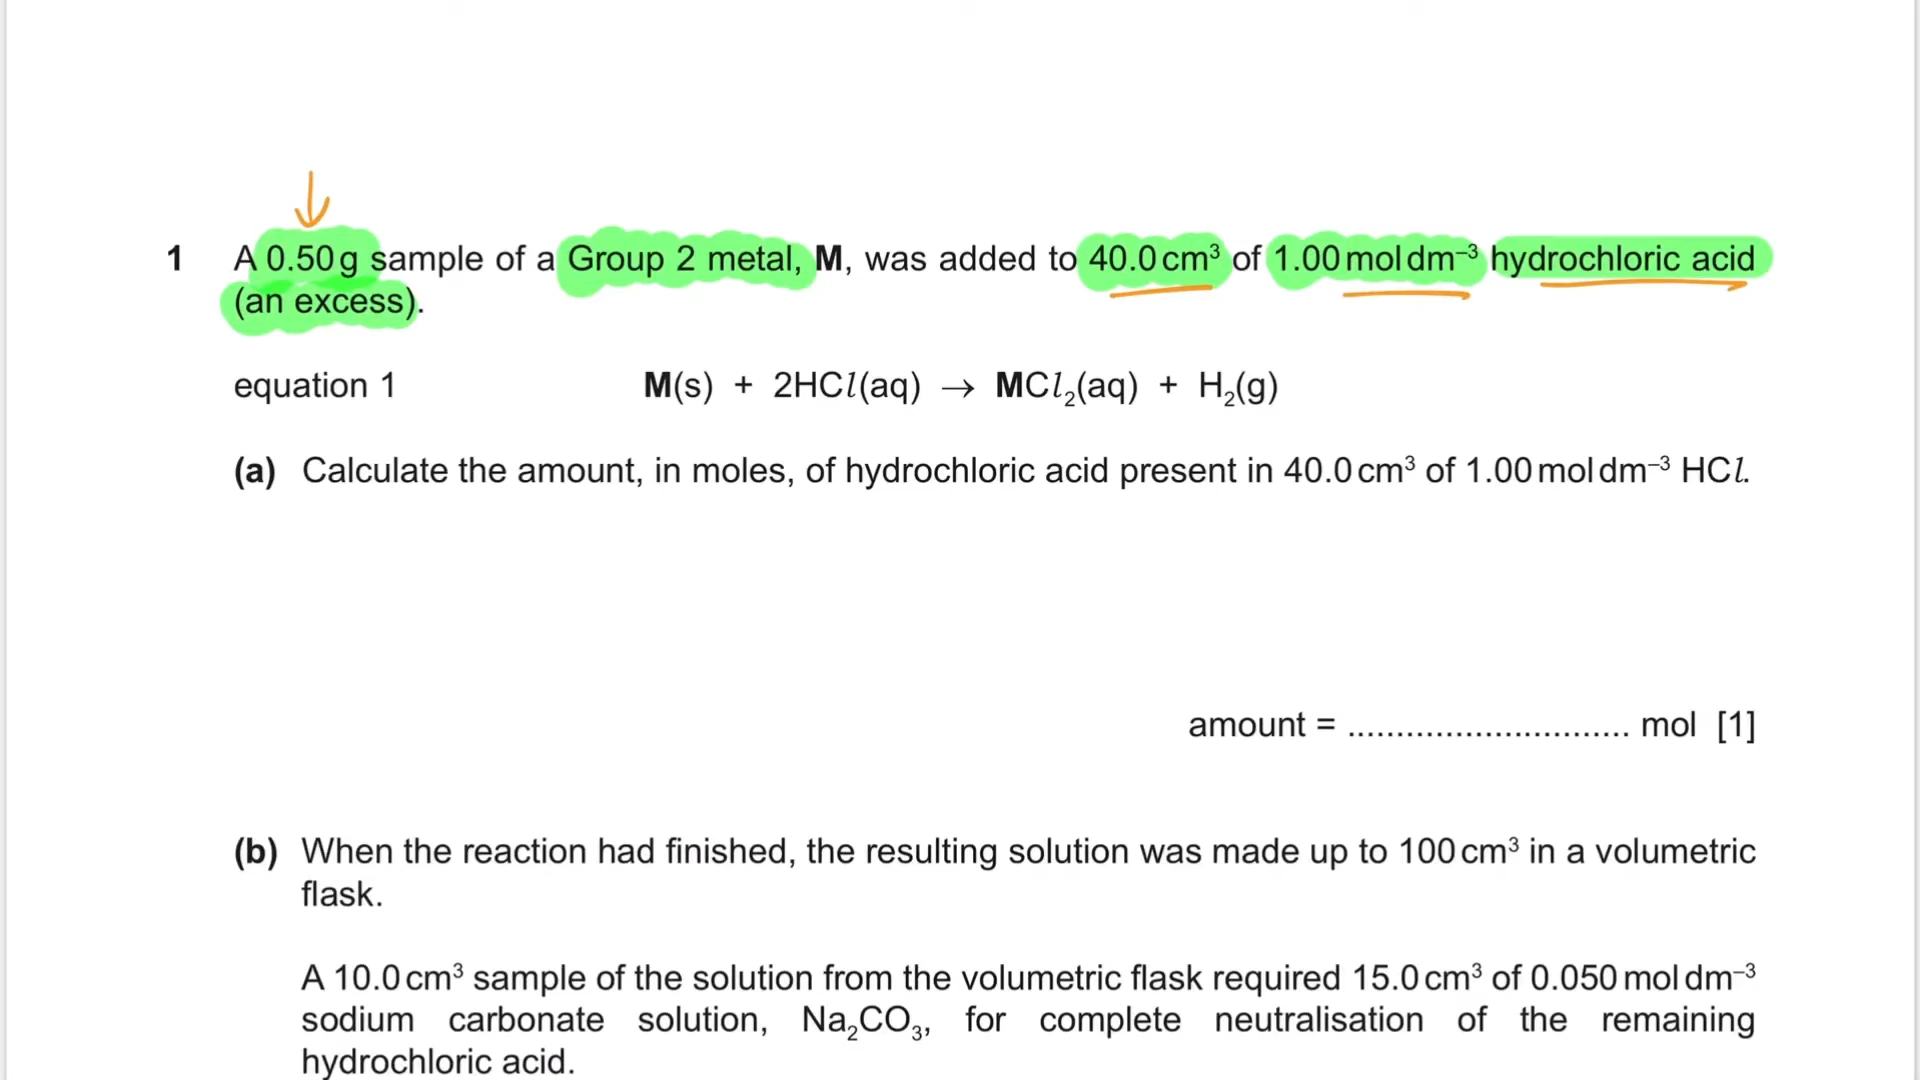 1 A 0.50 g sample of a Group 2 metal, M, was added to 40.0 cm³ of 1.00 mol dm⁻³ hydrochloric acid
(an excess).
equation 1 M(s) + 2HCl(aq) → MCl₂(aq) + H₂(g)
(a) Calculate the amount, in moles, of hydrochloric acid present in 40.0 cm³ of 1.00 mol dm⁻³ HCl.
amount = ............................. mol [1]
(b) When the reaction had finished, the resulting solution was made up to 100 cm³ in a volumetric
flask.
A 10.0 cm³ sample of the solution from the volumetric flask required 15.0 cm³ of 0.050 mol dm⁻³
sodium carbonate solution, Na₂CO₃, for complete neutralisation of the remaining
hydrochloric acid.